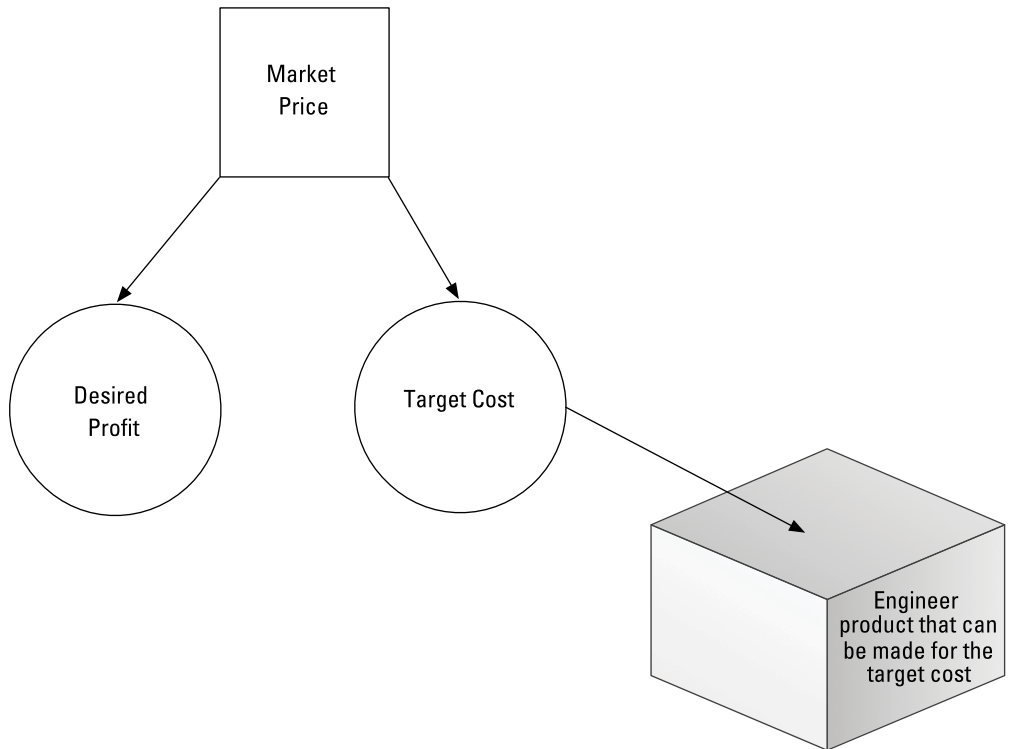 Market
Price
Desired
Profit
Target Cost
Engineer
product that can
be made for the
target cost